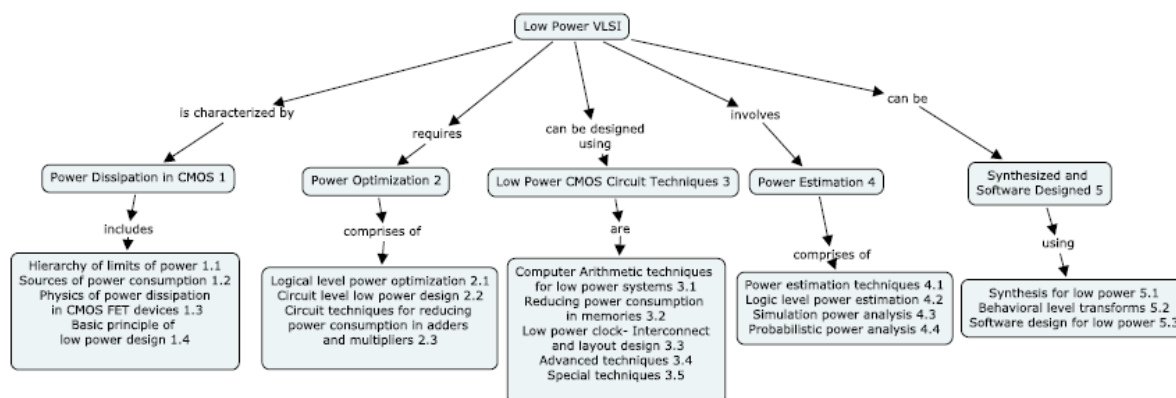 Low Power VLSI
is characterized by
requires
can be designed
using
involves
can be
Power Dissipation in CMOS 1
Power Optimization 2
Low Power CMOS Circuit Techniques 3
Power Estimation 4
Synthesized and
Software Designed 5
includes
comprises of
are
comprises of
using
Hierarchy of limits of power 1.1
Sources of power consumption 1.2
Physics of power dissipation
in CMOS FET devices 1.3
Basic principle of
low power design 1.4
Logical level power optimization 2.1
Circuit level low power design 2.2
Circuit techniques for reducing
power consumption in adders
and multipliers 2.3
Computer Arithmetic techniques
for low power systems 3.1
Reducing power consumption
in memories 3.2
Low power clock- Interconnect
and layout design 3.3
Advanced techniques 3.4
Special techniques 3.5
Power estimation techniques 4.1
Logic level power estimation 4.2
Simulation power analysis 4.3
Probabilistic power analysis 4.4
Synthesis for low power 5.1
Behavioral level transforms 5.2
Software design for low power 5.3